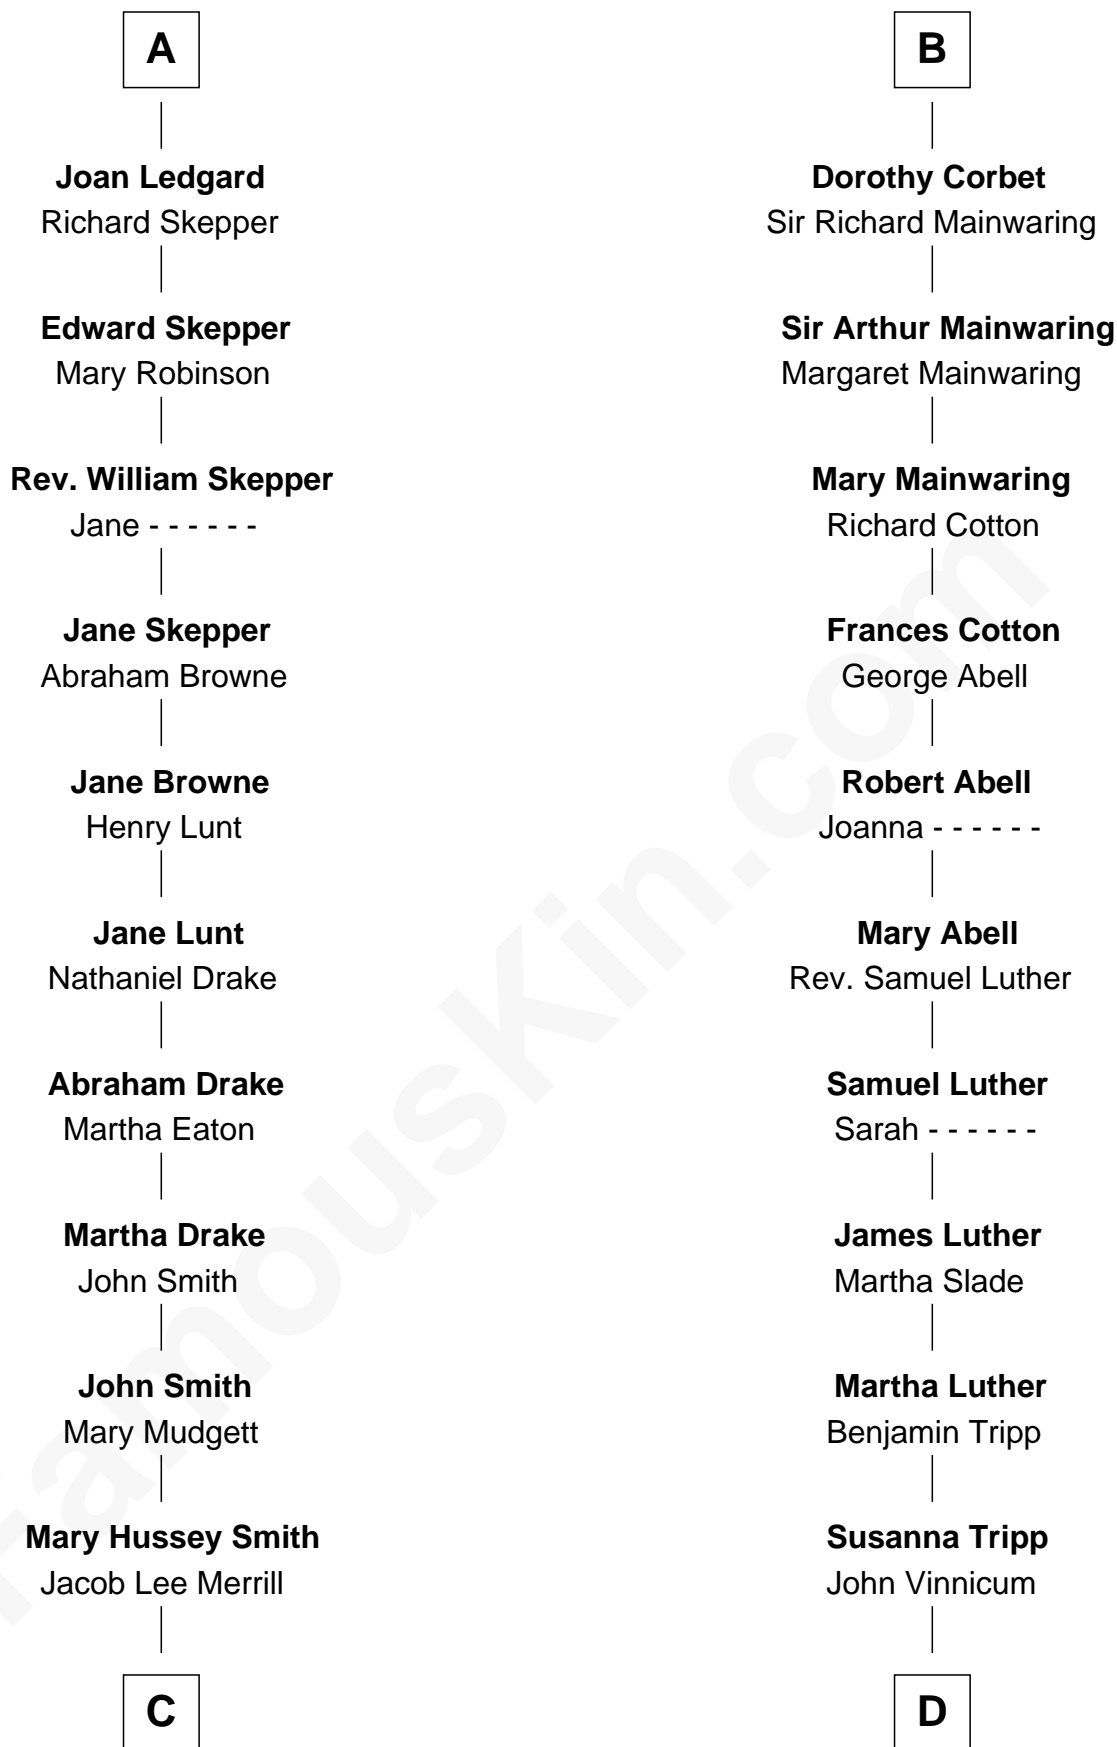 A
Joan Ledgard
Richard Skepper
Edward Skepper
Mary Robinson
Rev. William Skepper
Jane - - - - - -
Jane Skepper
Abraham Browne
Jane Browne
Henry Lunt
Jane Lunt
Nathaniel Drake
Abraham Drake
Martha Eaton
Martha Drake
John Smith
John Smith
Mary Mudgett
Mary Hussey Smith
Jacob Lee Merrill
C
B
Dorothy Corbet
Sir Richard Mainwaring
Sir Arthur Mainwaring
Margaret Mainwaring
Mary Mainwaring
Richard Cotton
Frances Cotton
George Abell
Robert Abell
Joanna - - - - - -
Mary Abell
Rev. Samuel Luther
Samuel Luther
Sarah - - - - - -
James Luther
Martha Slade
Martha Luther
Benjamin Tripp
Susanna Tripp
John Vinnicum
D
FamousKin.com